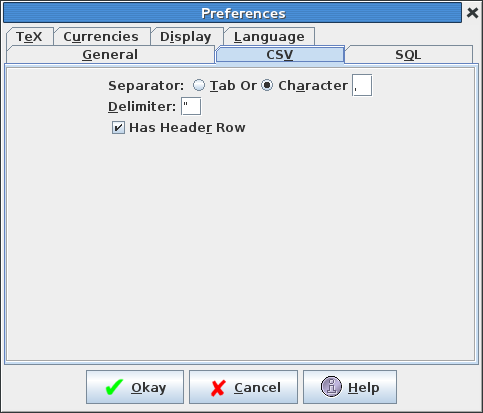 Preferences
TeX Currencies Display Language
General CSV SQL
Separator: Tab Or Character ,
Delimiter: "
Has Header Row
Okay Cancel Help